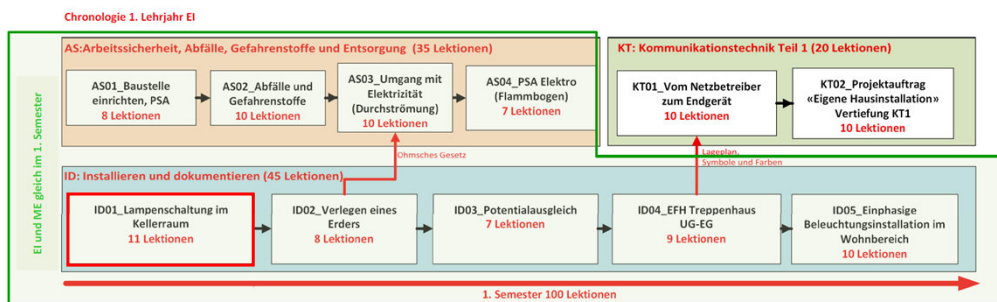 Chronologie 1. Lehrjahr EI
AS:Arbeitssicherheit, Abfälle, Gefahrenstoffe und Entsorgung (35 Lektionen)
AS01_Baustelle
einrichten, PSA
8 Lektionen
AS02_Abfälle und
Gefahrenstoffe
10 Lektionen
AS03_Umgang mit
Elektrizität
(Durchströmung)
10 Lektionen
AS04_PSA Elektro
(Flammbogen)
7 Lektionen
KT: Kommunikationstechnik Teil 1 (20 Lektionen)
KT01_Vom Netzbetreiber
zum Endgerät
10 Lektionen
KT02_Projektauftrag
«Eigene Hausinstallation»
Vertiefung KT1
10 Lektionen
Ohmsches Gesetz
Lageplan,
Symbole und Farben
EI und ME gleich im 1. Semester
ID: Installieren und dokumentieren (45 Lektionen)
ID01_Lampenschaltung im
Kellerraum
11 Lektionen
ID02_Verlegen eines
Erders
8 Lektionen
ID03_Potentialausgleich
7 Lektionen
ID04_EFH Treppenhaus
UG-EG
9 Lektionen
ID05_Einphasige
Beleuchtungsinstallation im
Wohnbereich
10 Lektionen
1. Semester 100 Lektionen